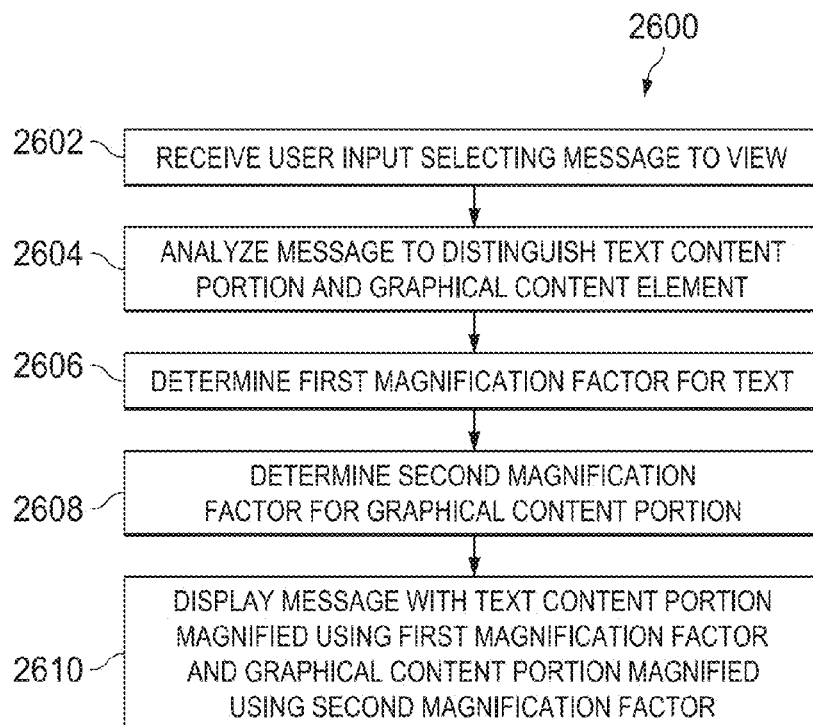 2600
2602
RECEIVE USER INPUT SELECTING MESSAGE TO VIEW
2604
ANALYZE MESSAGE TO DISTINGUISH TEXT CONTENT
PORTION AND GRAPHICAL CONTENT ELEMENT
2606
DETERMINE FIRST MAGNIFICATION FACTOR FOR TEXT
2608
DETERMINE SECOND MAGNIFICATION
FACTOR FOR GRAPHICAL CONTENT PORTION
2610
DISPLAY MESSAGE WITH TEXT CONTENT PORTION
MAGNIFIED USING FIRST MAGNIFICATION FACTOR
AND GRAPHICAL CONTENT PORTION MAGNIFIED
USING SECOND MAGNIFICATION FACTOR